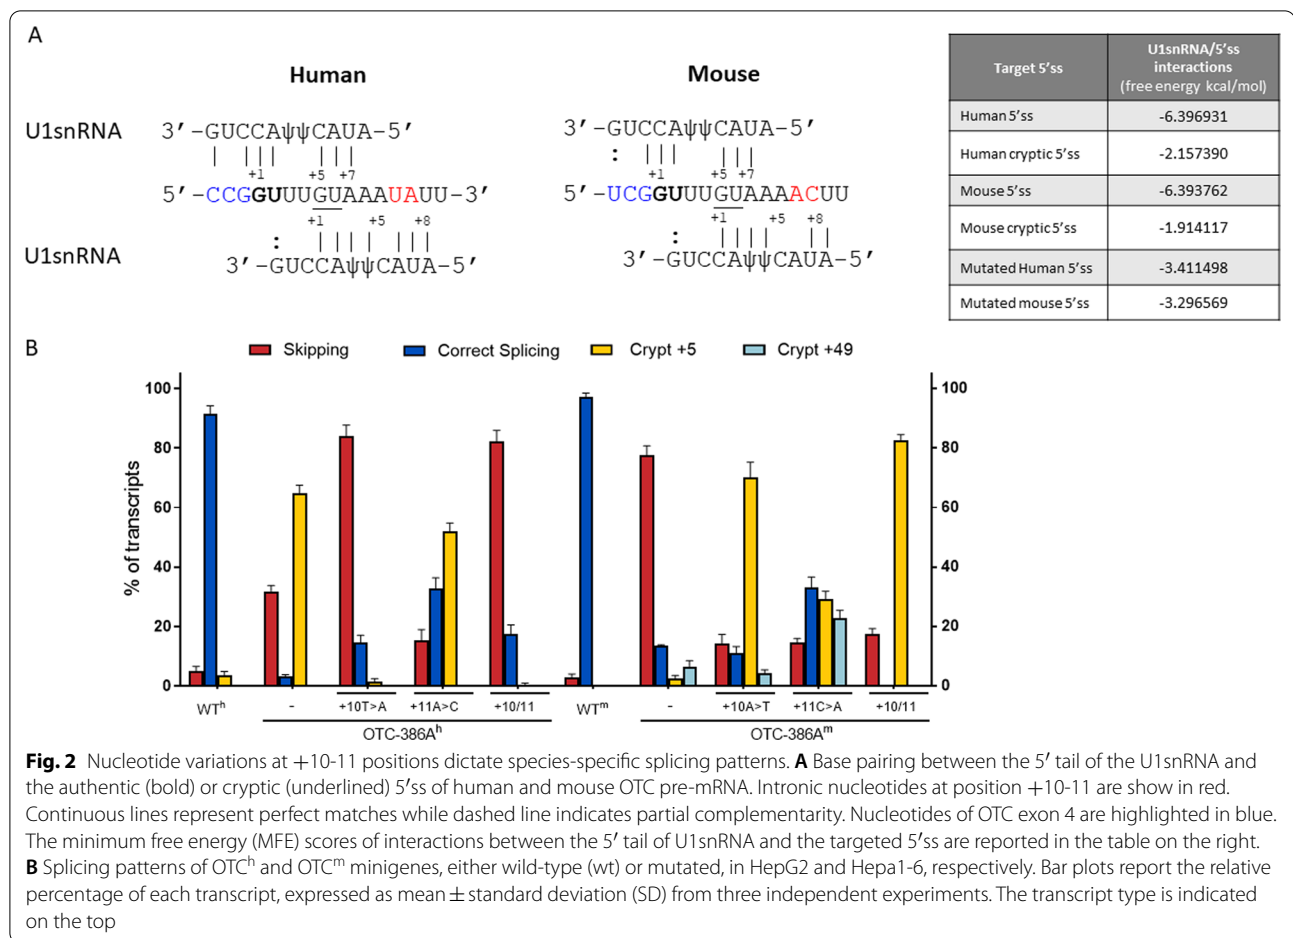 A
Human
Mouse
U1snRNA
3′-GUCCAψψCAUA-5′
3′-GUCCAψψCAUA-5′
+1 +5 +7
+1 +5 +7
5′-CCGGUUUGUAAAUAUU-3′
5′-UCGGUUUGUAAAACUU
+1 +5 +8
+1 +5 +8
U1snRNA
3′-GUCCAψψCAUA-5′
3′-GUCCAψψCAUA-5′
Target 5'ss
U1snRNA/5'ss
interactions
(free energy kcal/mol)
Human 5'ss -6.396931
Human cryptic 5'ss -2.157390
Mouse 5'ss -6.393762
Mouse cryptic 5'ss -1.914117
Mutated Human 5'ss -3.411498
Mutated mouse 5'ss -3.296569
B
Skipping Correct Splicing Crypt +5 Crypt +49
% of transcripts
100 100
80 80
60 60
40 40
20 20
0 0
WTh - +10T>A +11A>C +10/11 WTm - +10A>T +11C>A +10/11
OTC-386Ah OTC-386Am
Fig. 2 Nucleotide variations at +10-11 positions dictate species-specific splicing patterns. A Base pairing between the 5′ tail of the U1snRNA and
the authentic (bold) or cryptic (underlined) 5′ss of human and mouse OTC pre-mRNA. Intronic nucleotides at position +10-11 are show in red.
Continuous lines represent perfect matches while dashed line indicates partial complementarity. Nucleotides of OTC exon 4 are highlighted in blue.
The minimum free energy (MFE) scores of interactions between the 5′ tail of U1snRNA and the targeted 5′ss are reported in the table on the right.
B Splicing patterns of OTCh and OTCm minigenes, either wild-type (wt) or mutated, in HepG2 and Hepa1-6, respectively. Bar plots report the relative
percentage of each transcript, expressed as mean ± standard deviation (SD) from three independent experiments. The transcript type is indicated
on the top